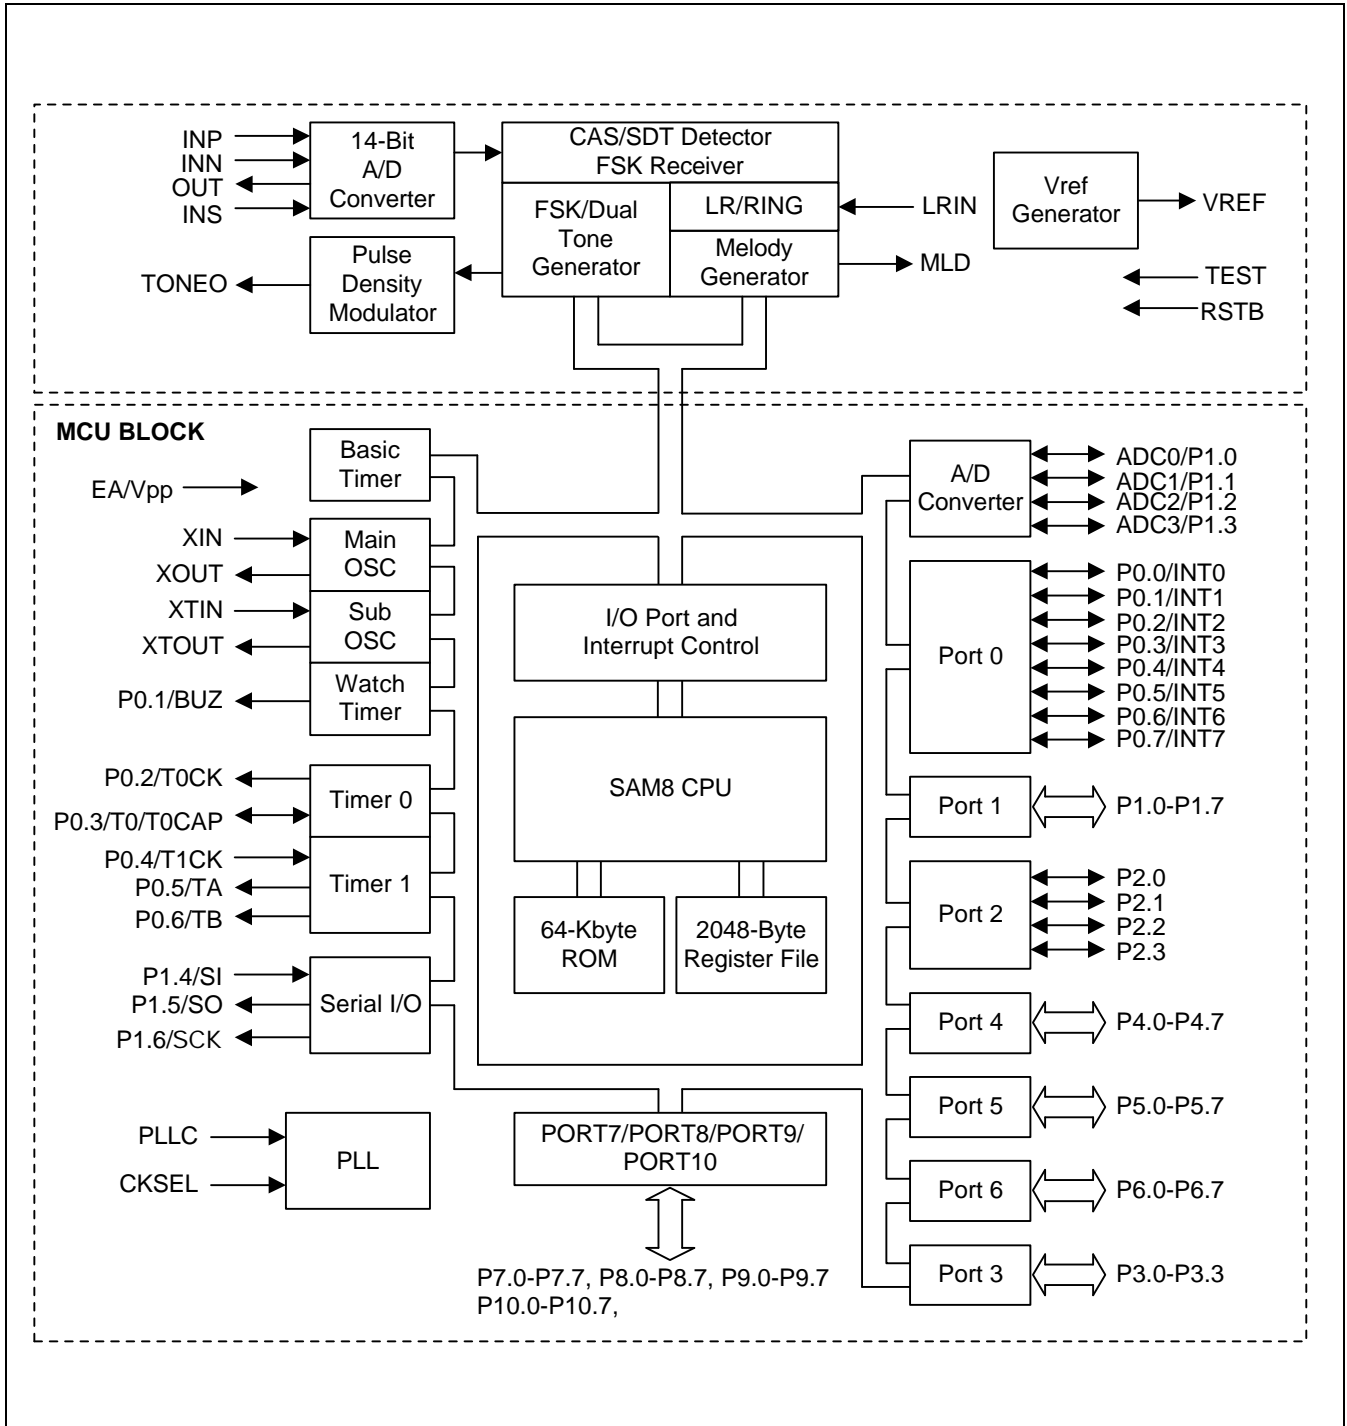 INP
INN
OUT
INS
14-Bit
A/D
Converter
CAS/SDT Detector
FSK Receiver
FSK/Dual
Tone
Generator
LR/RING
Melody
Generator
LRIN
MLD
Vref
Generator
VREF
TEST
RSTB
TONEO
Pulse
Density
Modulator
MCU BLOCK
EA/Vpp
XIN
XOUT
XTIN
XTOUT
P0.1/BUZ
P0.2/T0CK
P0.3/T0/T0CAP
P0.4/T1CK
P0.5/TA
P0.6/TB
P1.4/SI
P1.5/SO
P1.6/SCK
PLLC
CKSEL
Basic
Timer
Main
OSC
Sub
OSC
Watch
Timer
Timer 0
Timer 1
Serial I/O
PLL
I/O Port and
Interrupt Control
SAM8 CPU
64-Kbyte
ROM
2048-Byte
Register File
PORT7/PORT8/PORT9/
PORT10
P7.0-P7.7, P8.0-P8.7, P9.0-P9.7
P10.0-P10.7,
A/D
Converter
ADC0/P1.0
ADC1/P1.1
ADC2/P1.2
ADC3/P1.3
Port 0
P0.0/INT0
P0.1/INT1
P0.2/INT2
P0.3/INT3
P0.4/INT4
P0.5/INT5
P0.6/INT6
P0.7/INT7
Port 1
P1.0-P1.7
Port 2
P2.0
P2.1
P2.2
P2.3
Port 4
P4.0-P4.7
Port 5
P5.0-P5.7
Port 6
P6.0-P6.7
Port 3
P3.0-P3.3